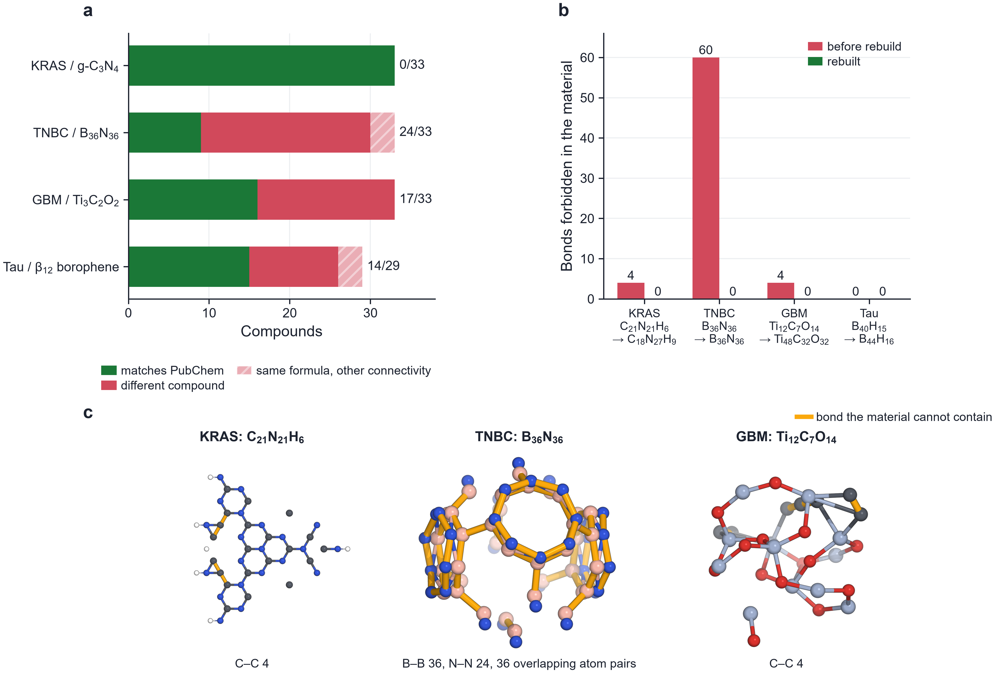 a
KRAS / g-C₃N₄
0/33
TNBC / B₃₆N₃₆
24/33
GBM / Ti₃C₂O₂
17/33
Tau / β₁₂ borophene
14/29
0 10 20 30
Compounds
matches PubChem
different compound
same formula, other connectivity
b
Bonds forbidden in the material
60
50
40
30
20
10
0
before rebuild
rebuilt
4 0 60 0 4 0 0 0
KRAS
C₂₁N₂₁H₆
→ C₁₈N₂₇H₉
TNBC
B₃₆N₃₆
→ B₃₆N₃₆
GBM
Ti₁₂C₇O₁₄
→ Ti₄₈C₃₂O₃₂
Tau
B₄₀H₁₅
→ B₄₄H₁₆
c
bond the material cannot contain
KRAS: C₂₁N₂₁H₆
TNBC: B₃₆N₃₆
GBM: Ti₁₂C₇O₁₄
C–C 4
B–B 36, N–N 24, 36 overlapping atom pairs
C–C 4